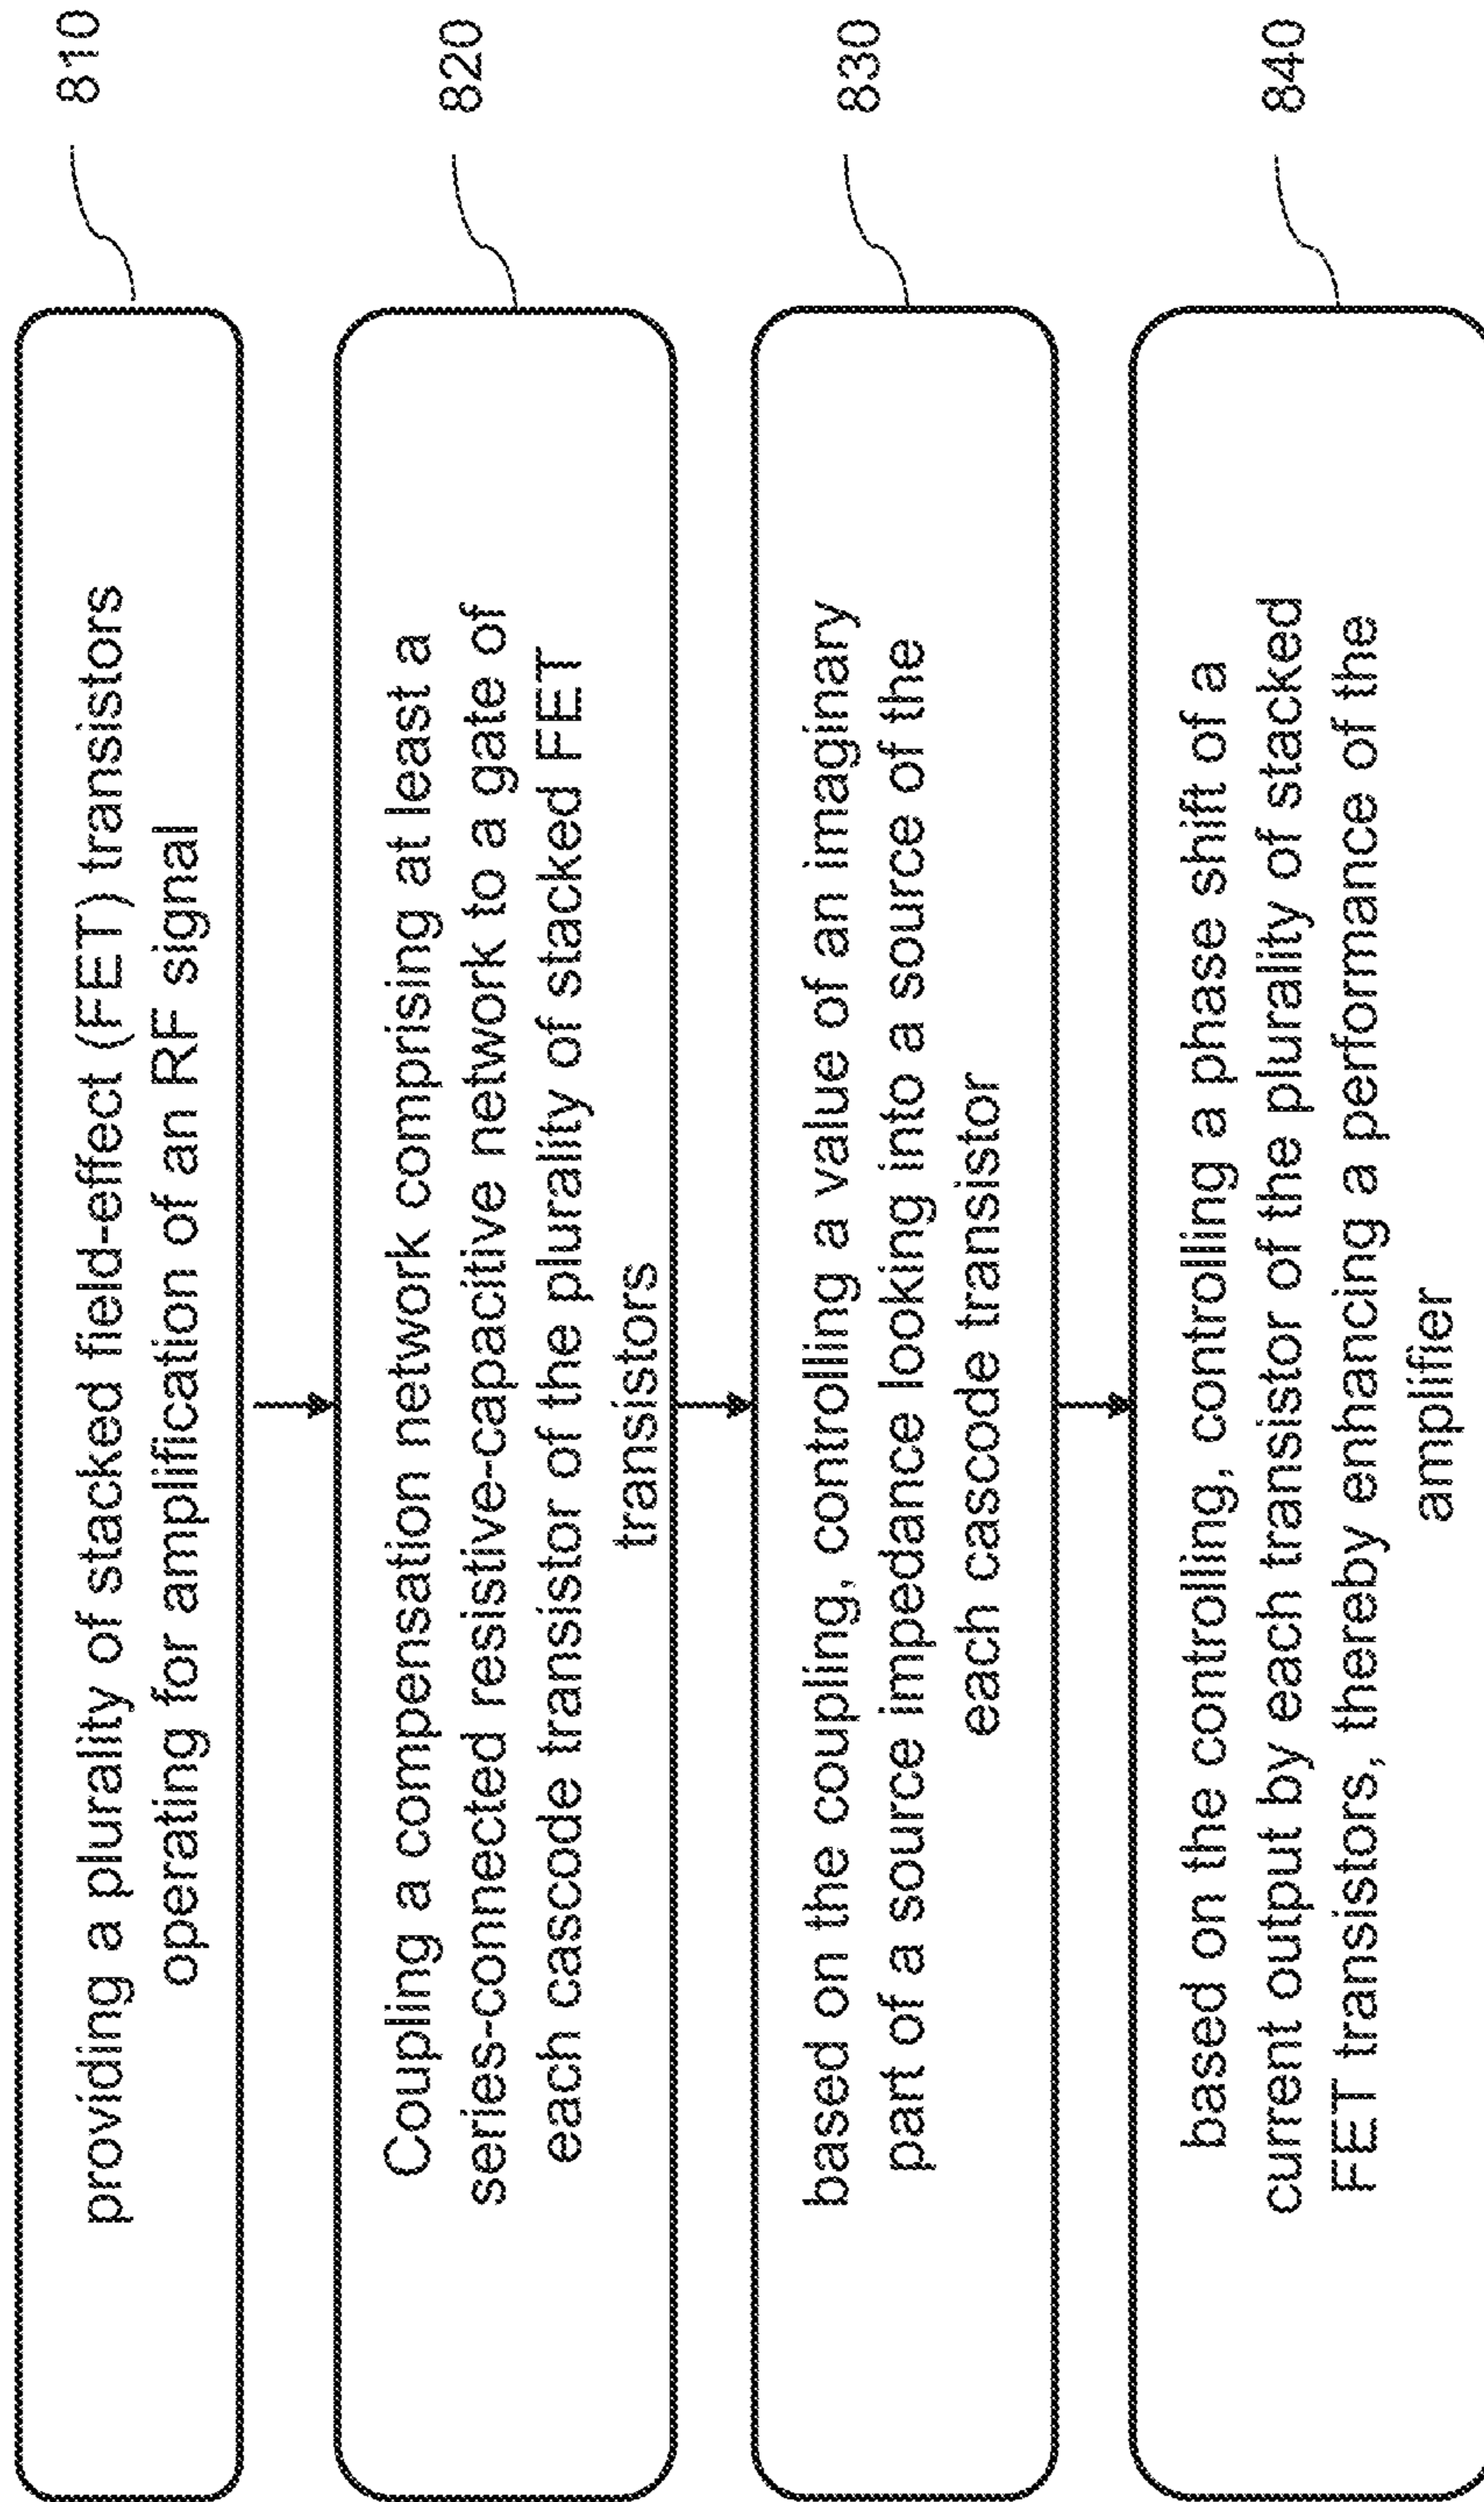 providing a plurality of stacked field-effect (FET) transistors
operating for amplification of an RF signal
810
Coupling a compensation network comprising at least a
series-connected resistive-capacitive network to a gate of
each cascode transistor of the plurality of stacked FET
transistors
820
based on the coupling, controlling a value of an imaginary
part of a source impedance looking into a source of the
each cascode transistor
830
based on the controlling, controlling a phase shift of a
current output by each transistor of the plurality of stacked
FET transistors, thereby enhancing a performance of the
amplifier
840